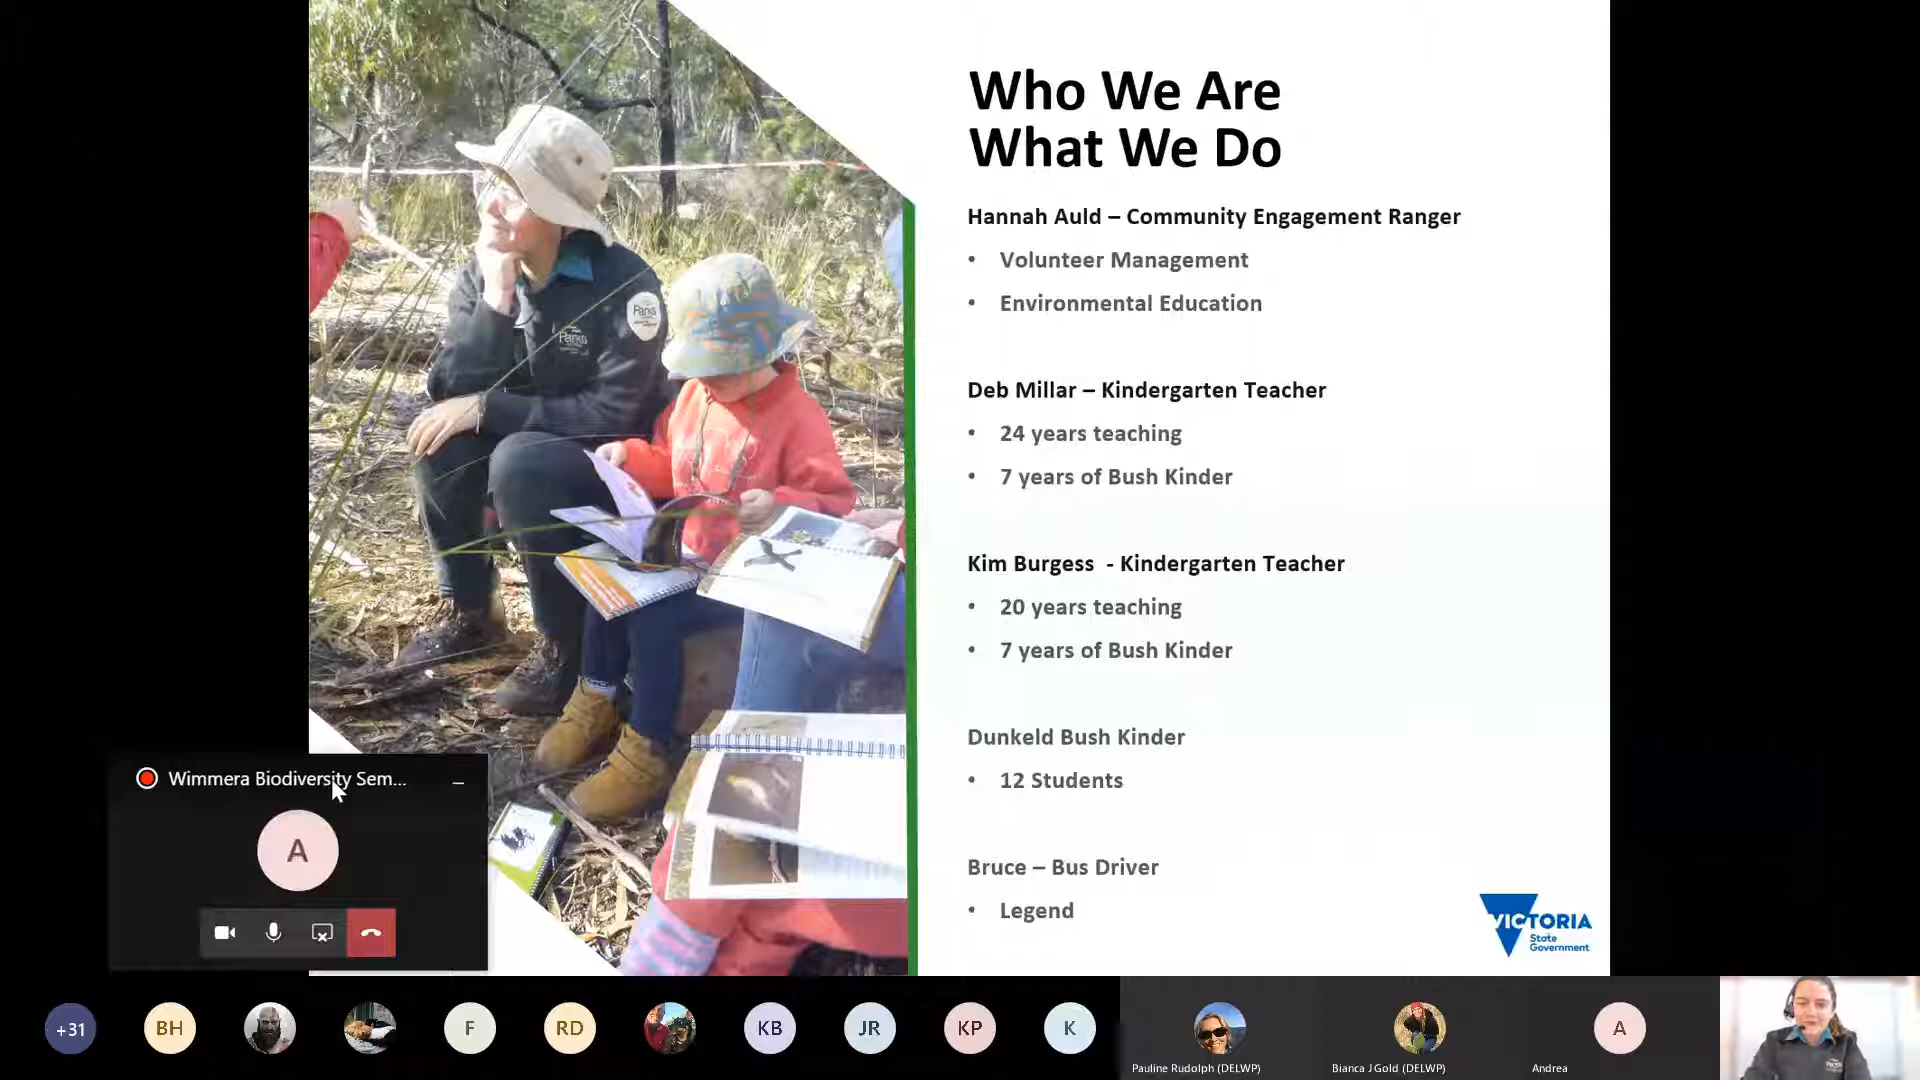 Who We Are
What We Do
Hannah Auld – Community Engagement Ranger
• Volunteer Management
• Environmental Education
Deb Millar – Kindergarten Teacher
• 24 years teaching
• 7 years of Bush Kinder
Kim Burgess - Kindergarten Teacher
• 20 years teaching
• 7 years of Bush Kinder
Dunkeld Bush Kinder
• 12 Students
Bruce – Bus Driver
• Legend
VICTORIA
State
Government
Parks
Parks
Wimmera Biodiversity Sem...
A
+31
BH
F
RD
KB
JR
KP
K
Pauline Rudolph (DELWP)
Bianca J Gold (DELWP)
A
Andrea